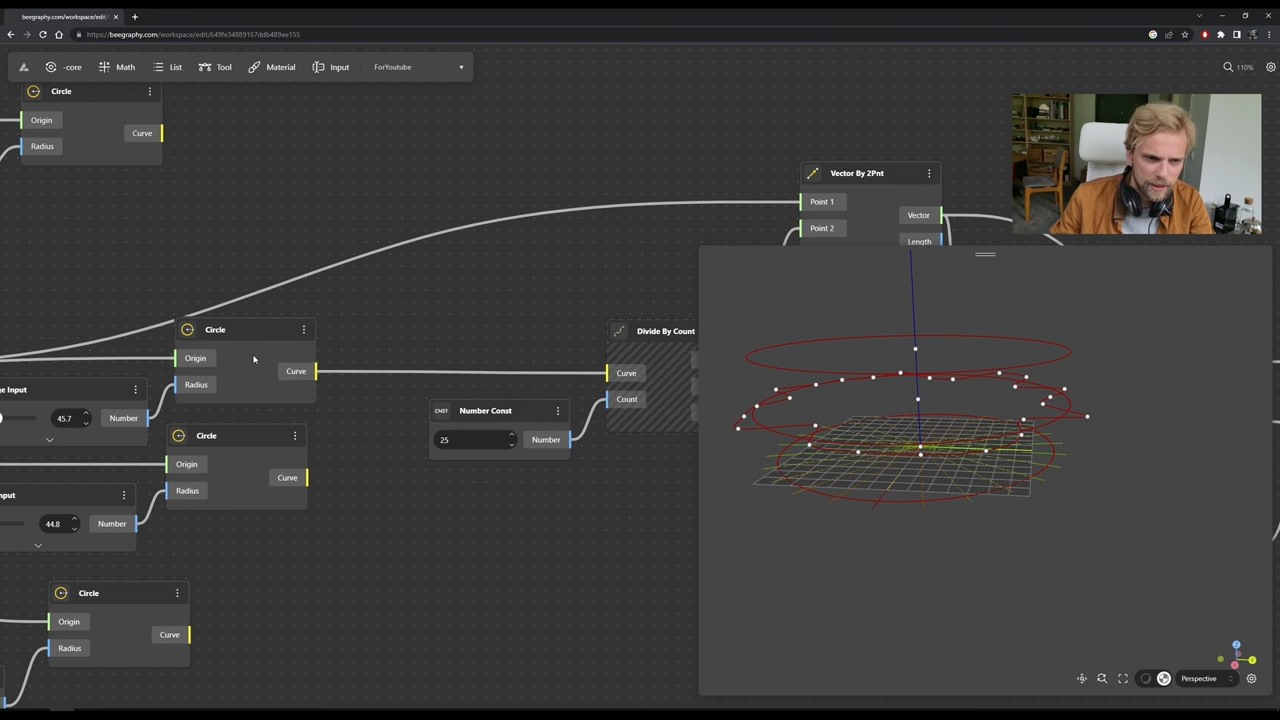 beegraphy.com/workspace/edit/
https://beegraphy.com/workspace/edit/649fe34889167ddb489ee155
-core
Math
List
Tool
Material
Input
ForYoutube
110%
Circle
Origin
Curve
Radius
Vector By 2Pnt
Point 1
Vector
Point 2
Length
Circle
Origin
Curve
Radius
Divide By Count
Curve
Count
ge Input
45.7
Number
CNST
Number Const
25
Number
Circle
Origin
Curve
Radius
nput
44.8
Number
Circle
Origin
Curve
Radius
Z
Y
X
Perspective